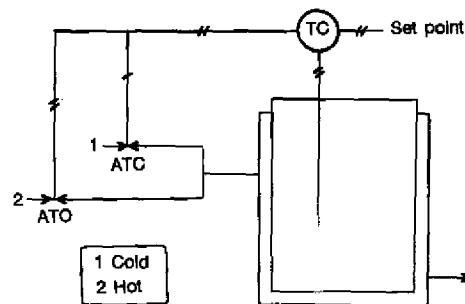 TC
Set point
1
ATC
2
ATO
1 Cold
2 Hot